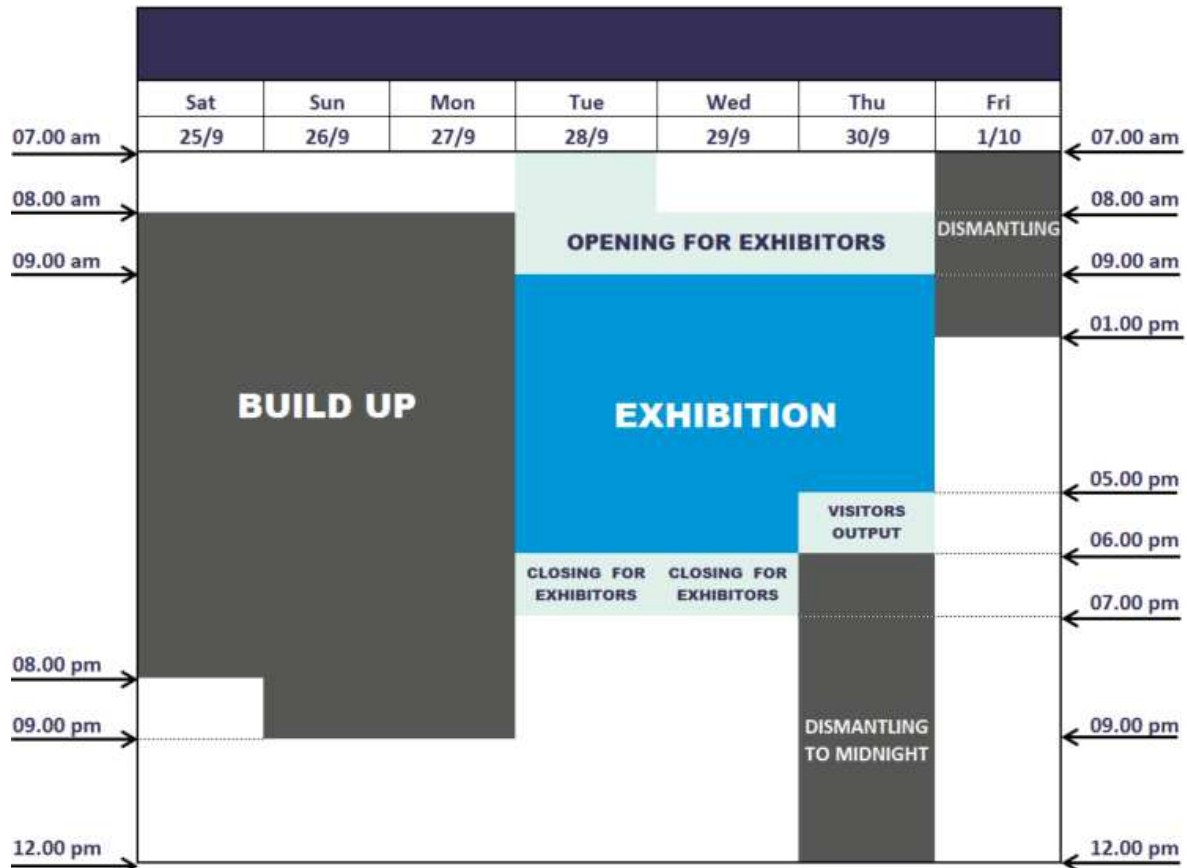 Sat Sun Mon Tue Wed Thu Fri
07.00 am 25/9 26/9 27/9 28/9 29/9 30/9 1/10 07.00 am
08.00 am 08.00 am
OPENING FOR EXHIBITORS DISMANTLING
09.00 am 09.00 am
01.00 pm
BUILD UP EXHIBITION
05.00 pm
VISITORS
OUTPUT
06.00 pm
CLOSING FOR CLOSING FOR
EXHIBITORS EXHIBITORS
07.00 pm
08.00 pm
09.00 pm 09.00 pm
DISMANTLING
TO MIDNIGHT
12.00 pm 12.00 pm